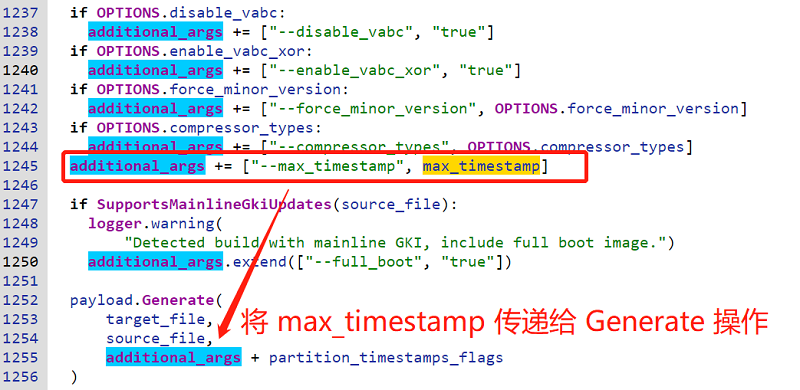 1237 if OPTIONS.disable_vabc:
1238 additional_args += ["--disable_vabc", "true"]
1239 if OPTIONS.enable_vabc_xor:
1240 additional_args += ["--enable_vabc_xor", "true"]
1241 if OPTIONS.force_minor_version:
1242 additional_args += ["--force_minor_version", OPTIONS.force_minor_version]
1243 if OPTIONS.compressor_types:
1244 additional_args += ["--compressor_types", OPTIONS.compressor_types]
1245 additional_args += ["--max_timestamp", max_timestamp]
1246
1247 if SupportsMainlineGkiUpdates(source_file):
1248 logger.warning(
1249 "Detected build with mainline GKI, include full boot image.")
1250 additional_args.extend(["--full_boot", "true"])
1251
1252 payload.Generate(
1253 target_file,
1254 source_file,
1255 additional_args + partition_timestamps_flags
1256 )
将 max_timestamp 传递给 Generate 操作